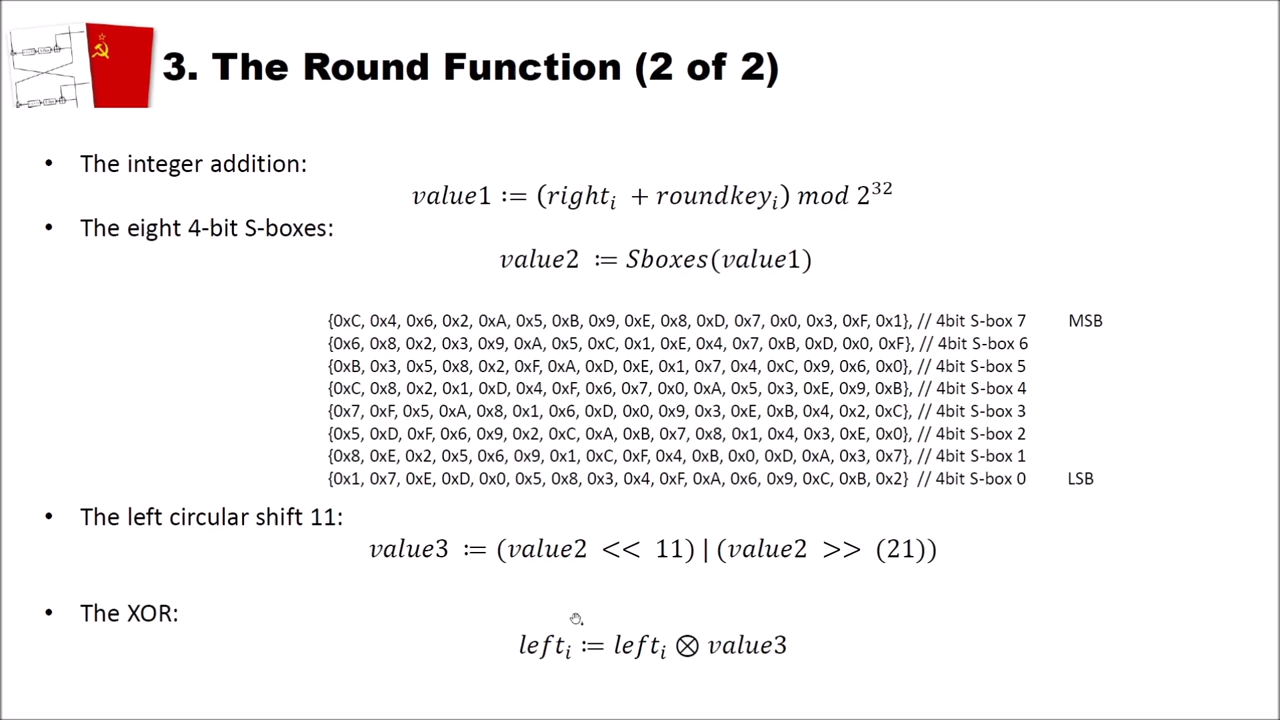 3. The Round Function (2 of 2)
• The integer addition:
value1 := (rightᵢ + roundkeyᵢ) mod 2³²
• The eight 4-bit S-boxes:
value2 := Sboxes(value1)
{0xC, 0x4, 0x6, 0x2, 0xA, 0x5, 0xB, 0x9, 0xE, 0x8, 0xD, 0x7, 0x0, 0x3, 0xF, 0x1}, // 4bit S-box 7 MSB
{0x6, 0x8, 0x2, 0x3, 0x9, 0xA, 0x5, 0xC, 0x1, 0xE, 0x4, 0x7, 0xB, 0xD, 0x0, 0xF}, // 4bit S-box 6
{0xB, 0x3, 0x5, 0x8, 0x2, 0xF, 0xA, 0xD, 0xE, 0x1, 0x7, 0x4, 0xC, 0x9, 0x6, 0x0}, // 4bit S-box 5
{0xC, 0x8, 0x2, 0x1, 0xD, 0x4, 0xF, 0x6, 0x7, 0x0, 0xA, 0x5, 0x3, 0xE, 0x9, 0xB}, // 4bit S-box 4
{0x7, 0xF, 0x5, 0xA, 0x8, 0x1, 0x6, 0xD, 0x0, 0x9, 0x3, 0xE, 0xB, 0x4, 0x2, 0xC}, // 4bit S-box 3
{0x5, 0xD, 0xF, 0x6, 0x9, 0x2, 0xC, 0xA, 0xB, 0x7, 0x8, 0x1, 0x4, 0x3, 0xE, 0x0}, // 4bit S-box 2
{0x8, 0xE, 0x2, 0x5, 0x6, 0x9, 0x1, 0xC, 0xF, 0x4, 0xB, 0x0, 0xD, 0xA, 0x3, 0x7}, // 4bit S-box 1
{0x1, 0x7, 0xE, 0xD, 0x0, 0x5, 0x8, 0x3, 0x4, 0xF, 0xA, 0x6, 0x9, 0xC, 0xB, 0x2} // 4bit S-box 0 LSB
• The left circular shift 11:
value3 := (value2 << 11) | (value2 >> (21))
• The XOR:
leftᵢ := leftᵢ ⊗ value3